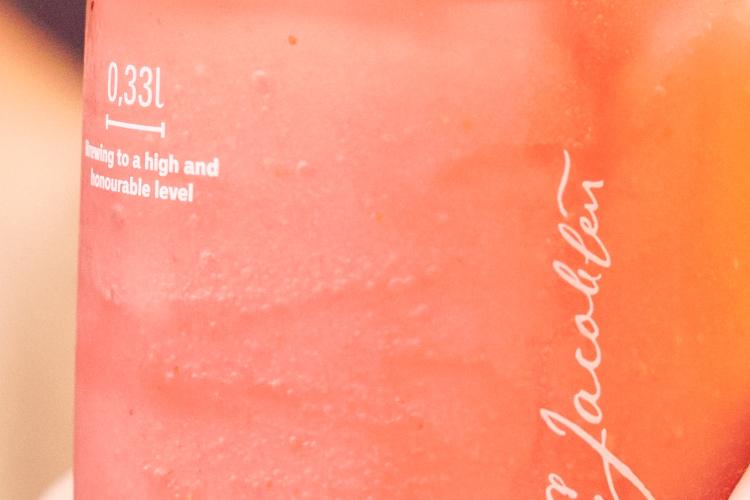 0,33l
Brewing to a high and
honourable level
Jacobſen